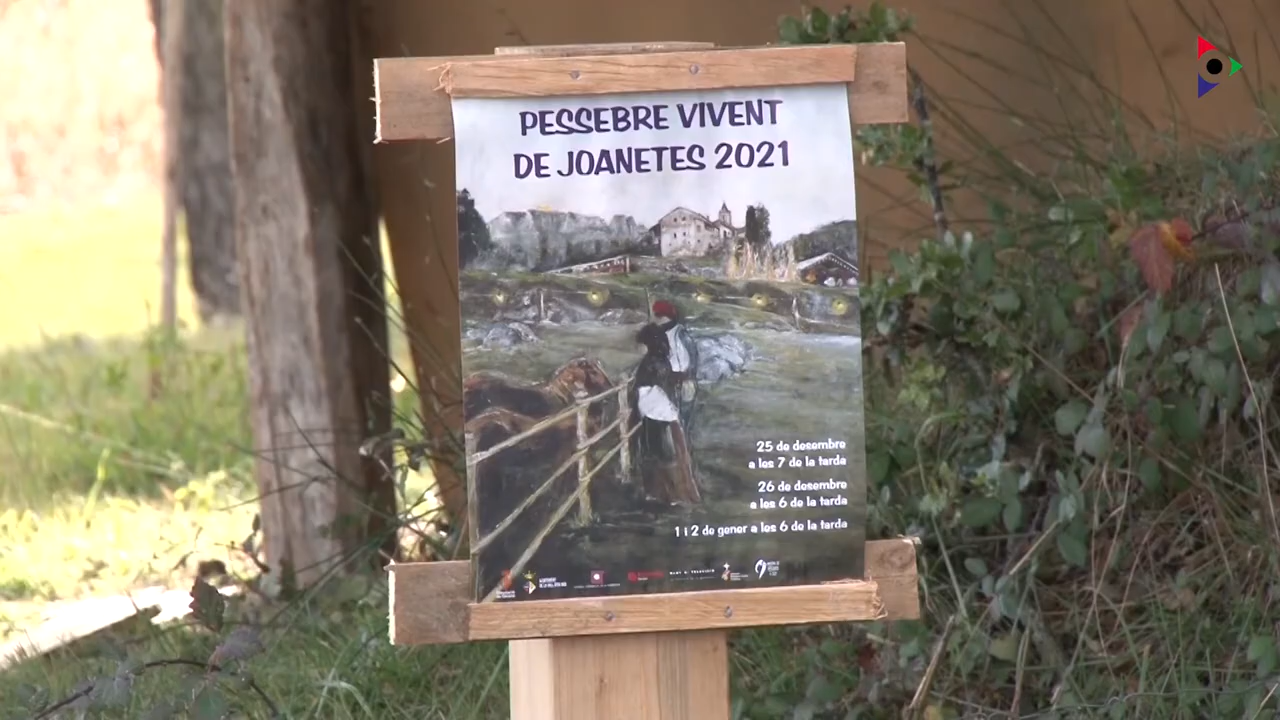 PESSEBRE VIVENT
DE JOANETES 2021
25 de desembre
a les 7 de la tarda
26 de desembre
a les 6 de la tarda
1 i 2 de gener a les 6 de la tarda